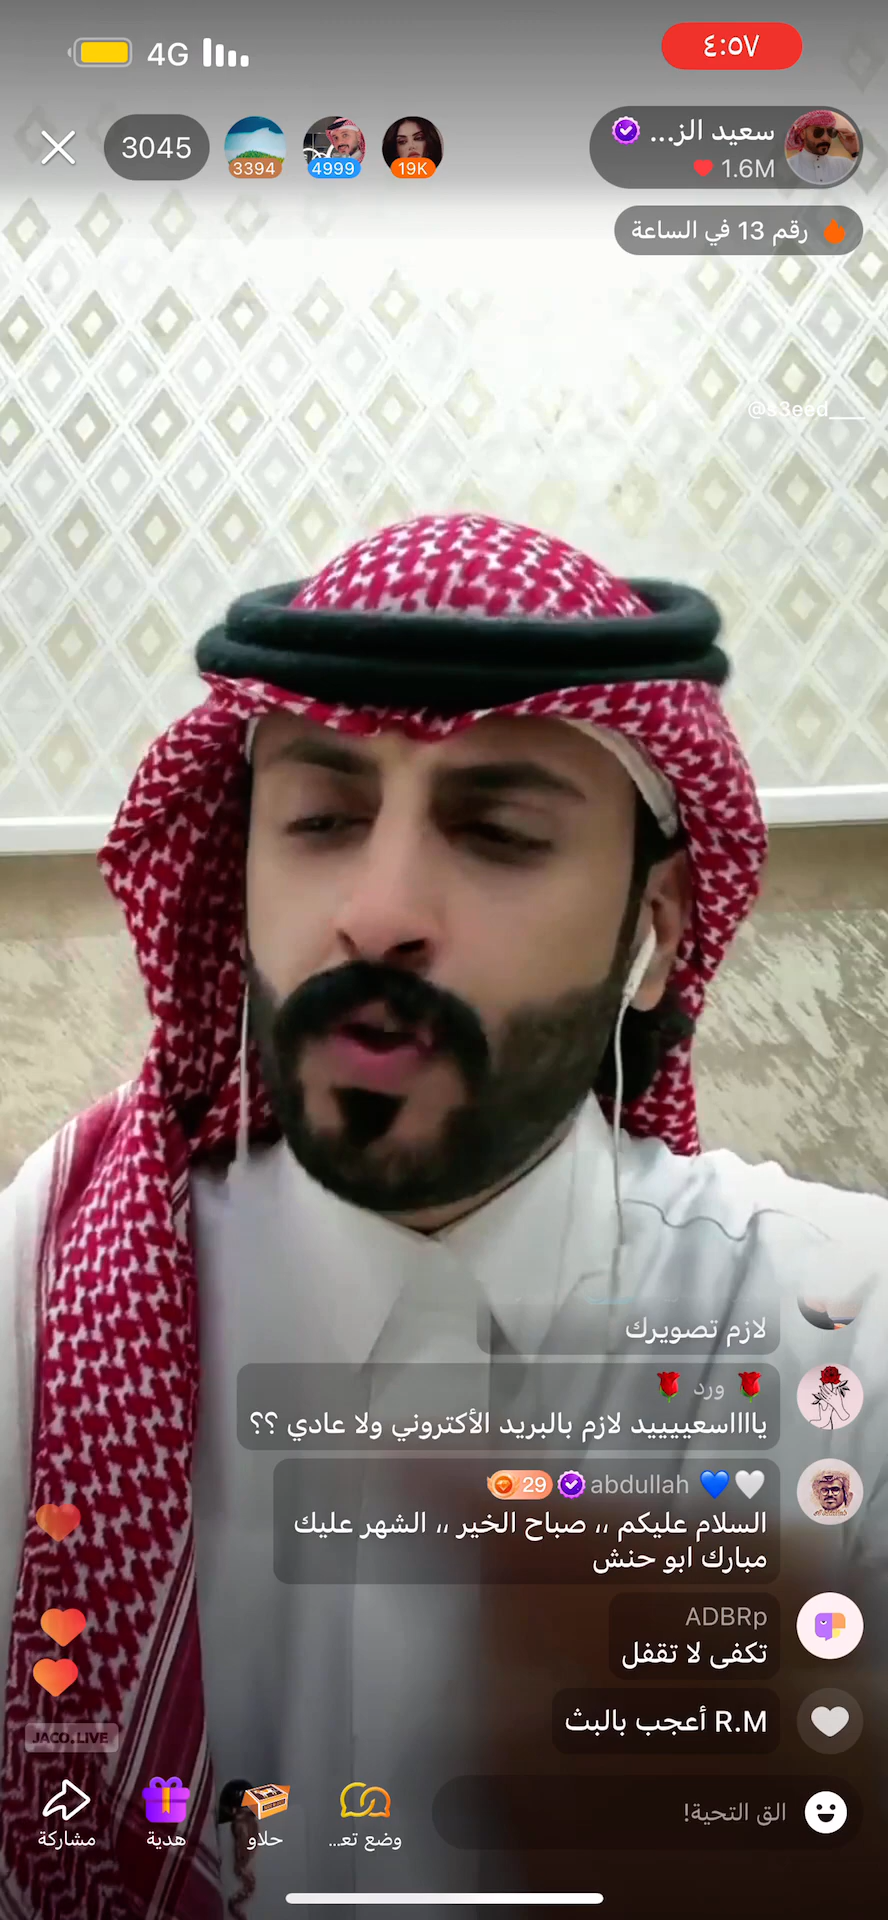 ٤:٥٧
4G
سعيد الز...
1.6M
19K
4999
3394
3045
رقم 13 في الساعة
@s3eed___
لازم تصويرك
ورد
يااااسعيييييد لازم بالبريد الأكتروني ولا عادي ؟؟
abdullah
29
السلام عليكم ،، صباح الخير ،، الشهر عليك
مبارك ابو حنش
ADBRp
تكفى لا تقفل
R.M أعجب بالبث
JACO.LIVE
الق التحية!
وضع تعـ...
حلاو
هدية
مشاركة